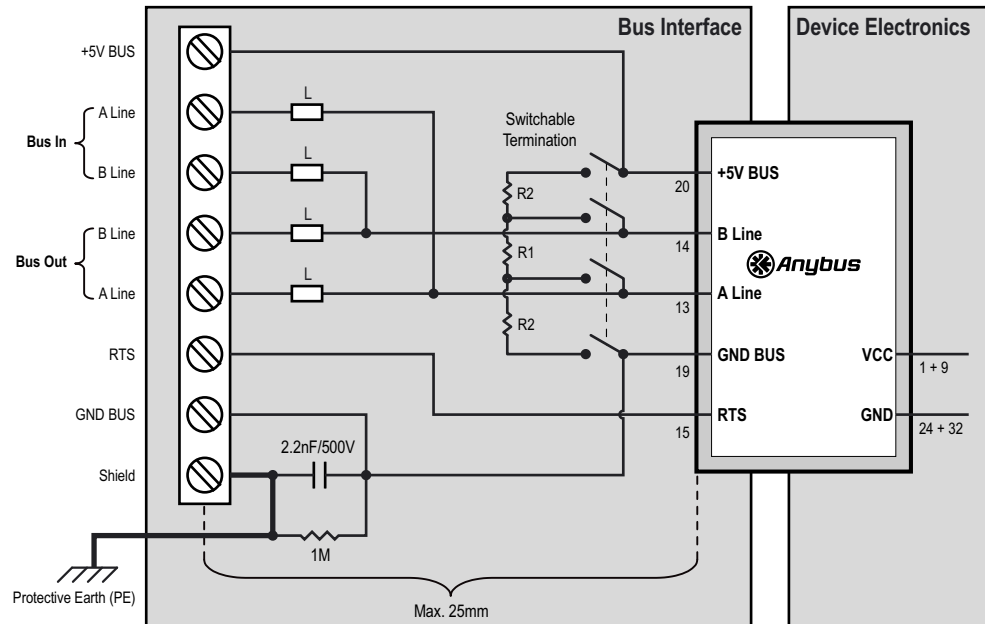 Bus Interface
Device Electronics
+5V BUS
A Line
Bus In
B Line
B Line
Bus Out
A Line
RTS
GND BUS
Shield
Protective Earth (PE)
L
L
L
L
2.2nF/500V
1M
Max. 25mm
Switchable
Termination
R2
R1
R2
20
14
13
19
15
+5V BUS
B Line
Anybus
A Line
GND BUS
RTS
VCC
GND
1 + 9
24 + 32